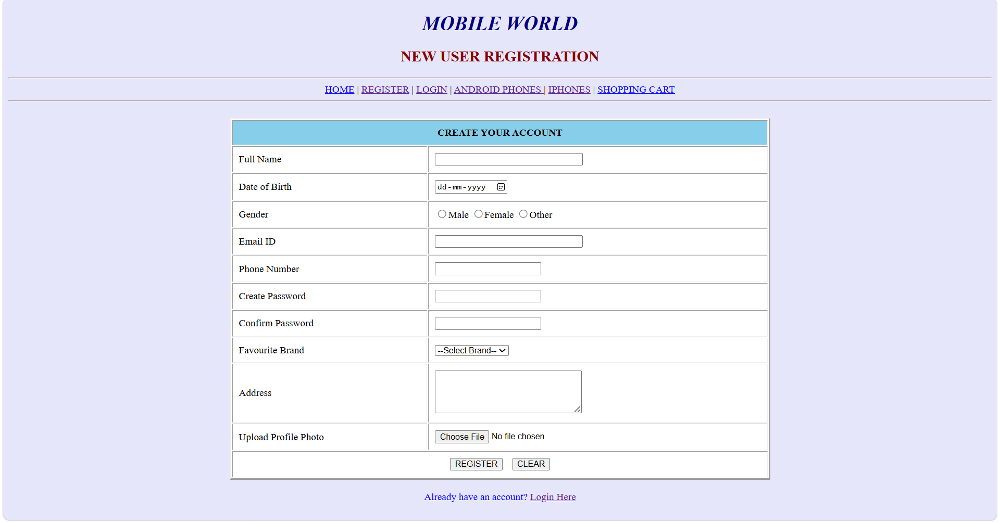 MOBILE WORLD
NEW USER REGISTRATION
HOME | REGISTER | LOGIN | ANDROID PHONES | IPHONES | SHOPPING CART
CREATE YOUR ACCOUNT
Full Name
Date of Birth dd-mm-yyyy
Gender Male Female Other
Email ID
Phone Number
Create Password
Confirm Password
Favourite Brand --Select Brand--
Address
Upload Profile Photo Choose File No file chosen
REGISTER CLEAR
Already have an account? Login Here